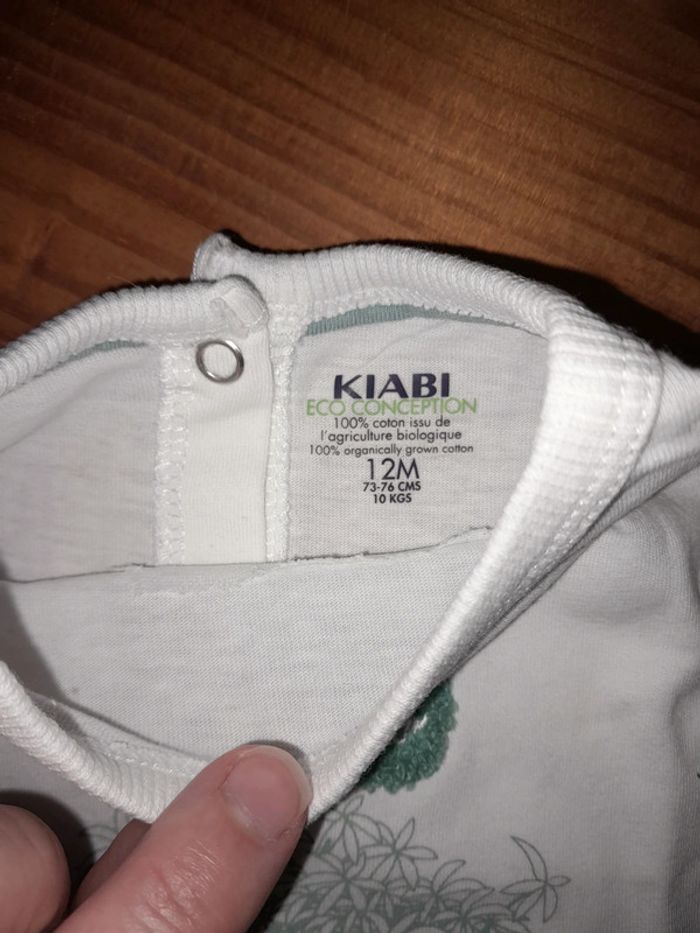 KIABI
ECO CONCEPTION
100% coton issu de
l'agriculture biologique
100% organically grown cotton
12M
73-76 CMS
10 KGS